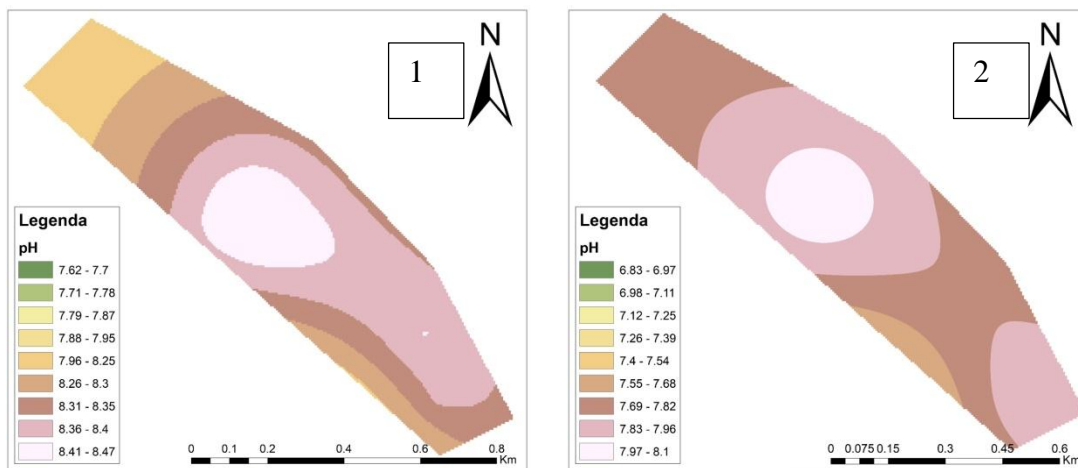 1
N
Legenda
pH
7.62 - 7.7
7.71 - 7.78
7.79 - 7.87
7.88 - 7.95
7.96 - 8.25
8.26 - 8.3
8.31 - 8.35
8.36 - 8.4
8.41 - 8.47
0 0.1 0.2 0.4 0.6 0.8
Km
2
N
Legenda
pH
6.83 - 6.97
6.98 - 7.11
7.12 - 7.25
7.26 - 7.39
7.4 - 7.54
7.55 - 7.68
7.69 - 7.82
7.83 - 7.96
7.97 - 8.1
0 0.075 0.15 0.3 0.45 0.6
Km